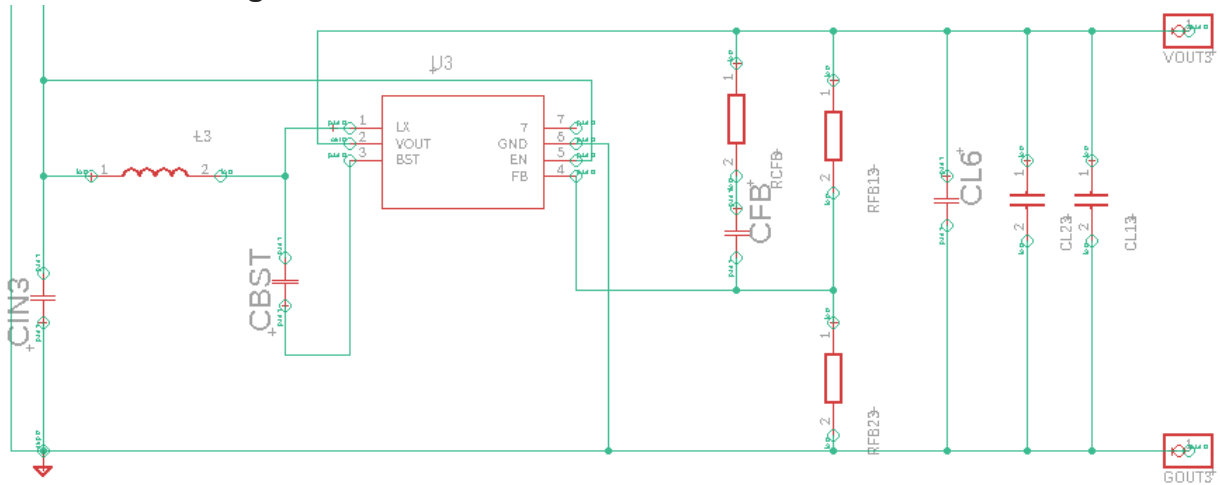 U3
VOUT3
L3
1 LX
2 VOUT
3 BST
7 7
GND 6
EN 5
FB 4
1 2
1
2
RCFB
1
2
RFB13
CFB
CL6
1
2
CL23
1
2
CL13
CIN3
CBST
1
2
RFB23
GOUT3